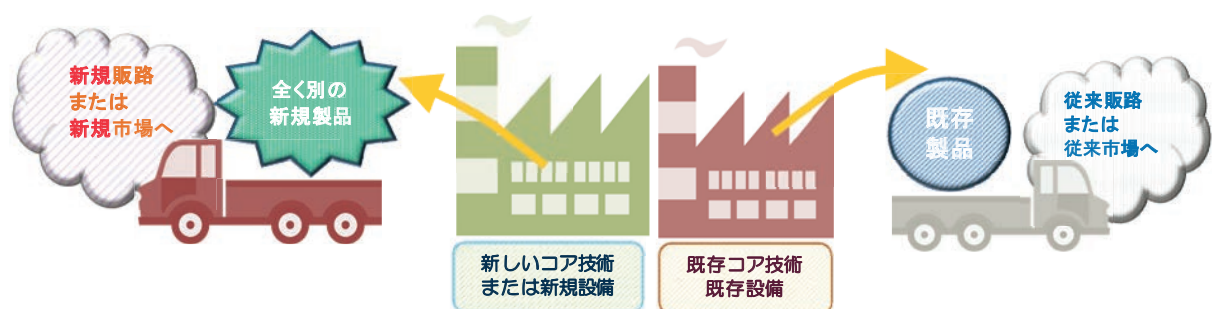 新規販路
または
新規市場へ
全く別の
新規製品
新しいコア技術
または新規設備
既存コア技術
既存設備
既存
製品
従来販路
または
従来市場へ